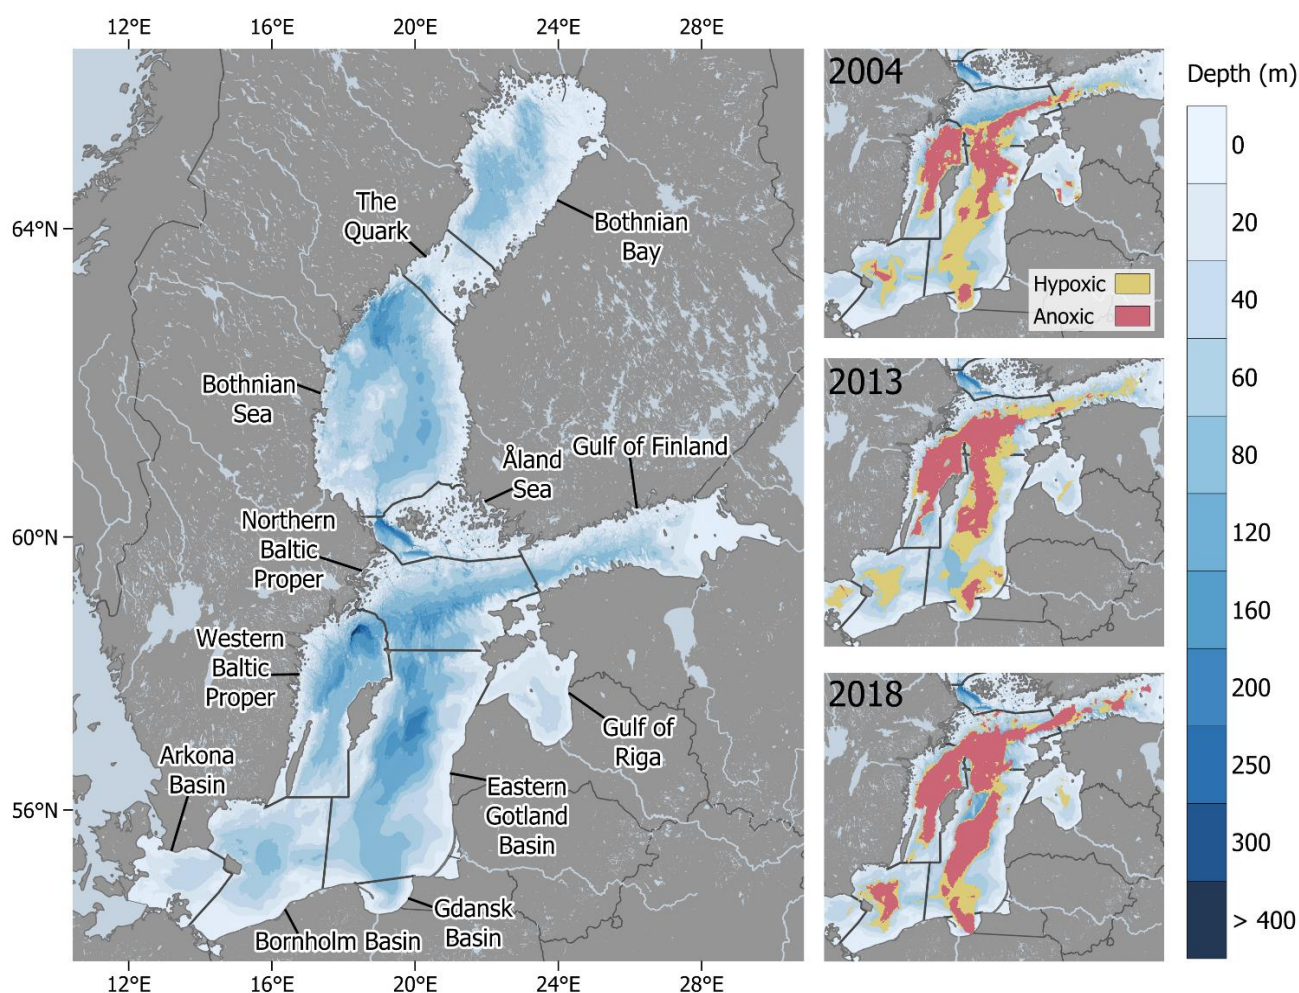 12°E
16°E
20°E
24°E
28°E
64°N
60°N
56°N
The
Quark
Bothnian
Bay
Bothnian
Sea
Åland
Sea
Gulf of Finland
Northern
Baltic
Proper
Western
Baltic
Proper
Gulf of
Riga
Arkona
Basin
Eastern
Gotland
Basin
Gdansk
Basin
Bornholm Basin
12°E
16°E
20°E
24°E
28°E
2004
Hypoxic
Anoxic
2013
2018
Depth (m)
0
20
40
60
80
120
160
200
250
300
> 400